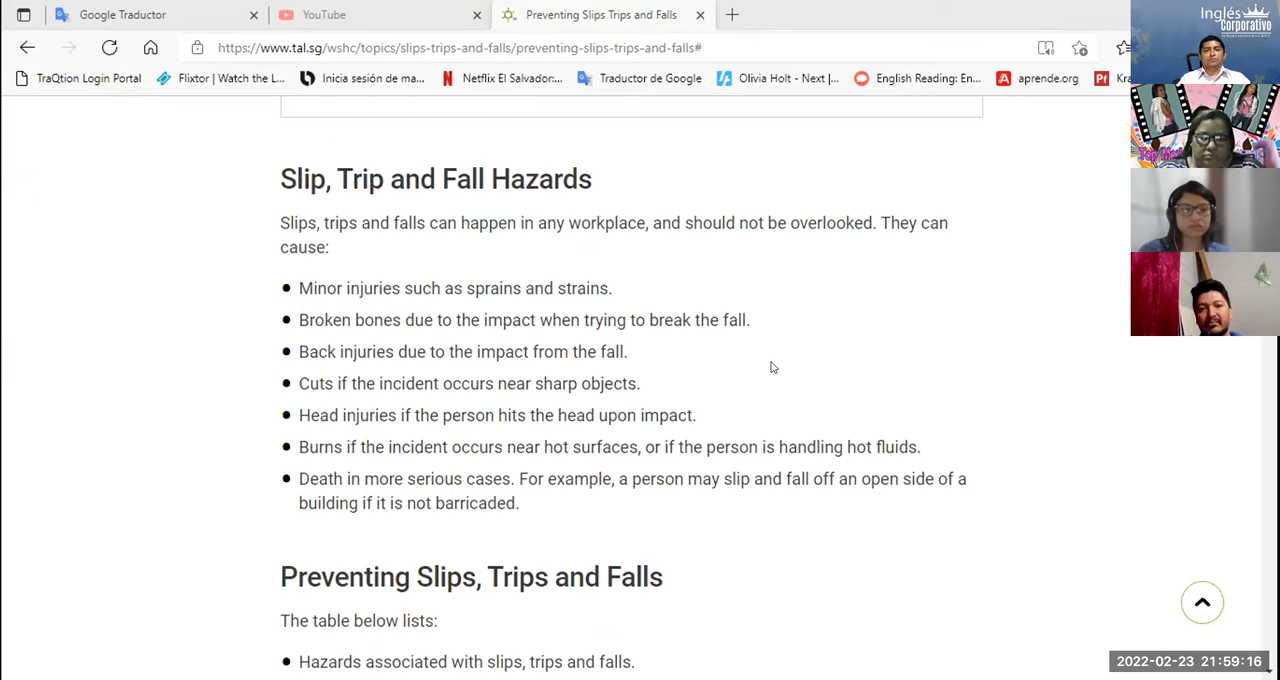 Google Traductor
YouTube
Preventing Slips Trips and Falls
https://www.tal.sg/wshc/topics/slips-trips-and-falls/preventing-slips-trips-and-falls#
TraQtion Login Portal
Flixtor | Watch the L...
Inicia sesión de ma...
Netflix El Salvador...
Traductor de Google
Olivia Holt - Next |...
English Reading: En...
aprende.org
Kra
Slip, Trip and Fall Hazards
Slips, trips and falls can happen in any workplace, and should not be overlooked. They can
cause:
Minor injuries such as sprains and strains.
Broken bones due to the impact when trying to break the fall.
Back injuries due to the impact from the fall.
Cuts if the incident occurs near sharp objects.
Head injuries if the person hits the head upon impact.
Burns if the incident occurs near hot surfaces, or if the person is handling hot fluids.
Death in more serious cases. For example, a person may slip and fall off an open side of a
building if it is not barricaded.
Preventing Slips, Trips and Falls
The table below lists:
Hazards associated with slips, trips and falls.
Inglés
Corporativo
2022-02-23 21:59:16